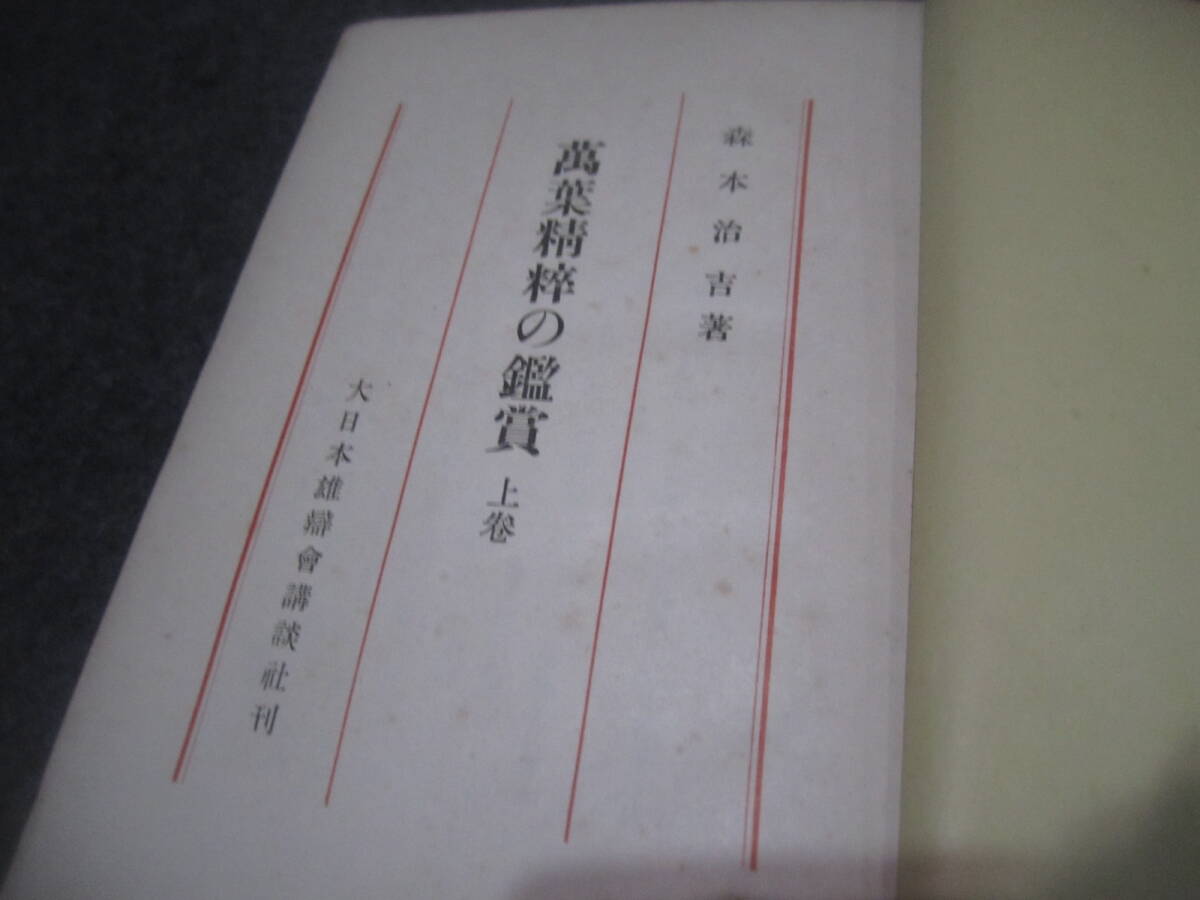 森本治吉著
萬葉精粹の鑑賞 上卷
大日本雄辯會講談社刊